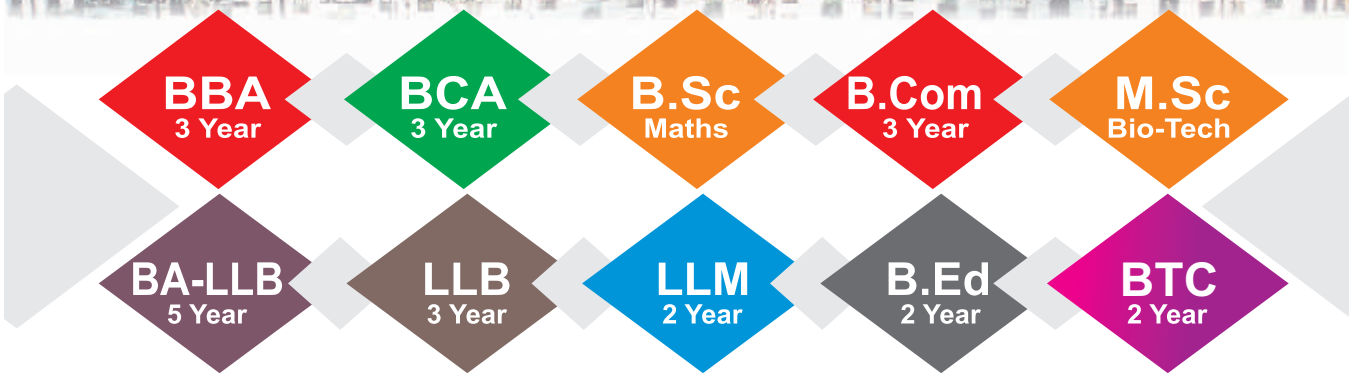 BBA
3 Year
BCA
3 Year
B.Sc
Maths
B.Com
3 Year
M.Sc
Bio-Tech
BA-LLB
5 Year
LLB
3 Year
LLM
2 Year
B.Ed
2 Year
BTC
2 Year